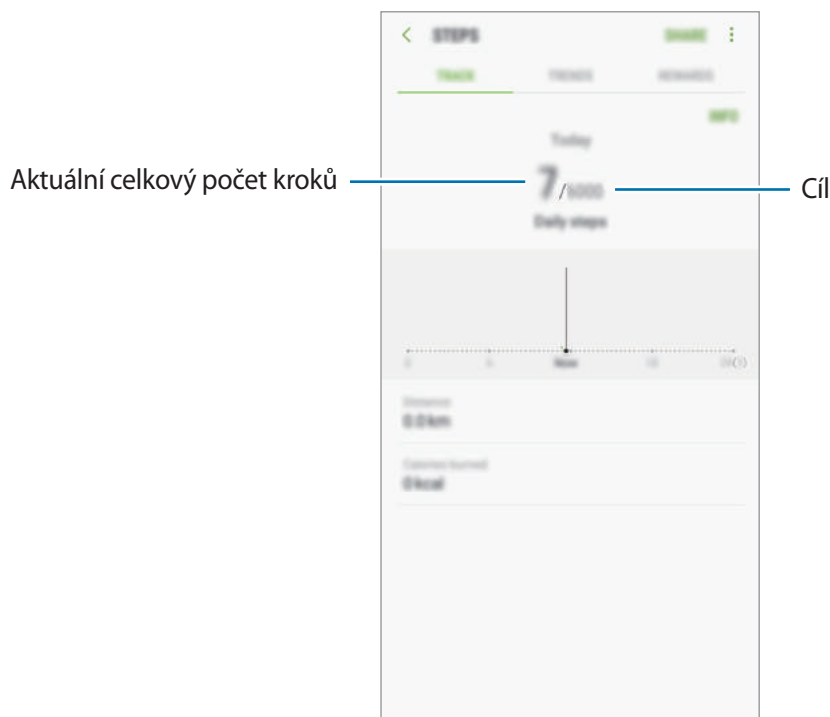 STEPS
SHARE
TRACK
TRENDS
REWARDS
INFO
Today
Aktuální celkový počet kroků
7/6000
Cíl
Daily steps
Now
Distance
0.0 km
Calories burned
0 kcal